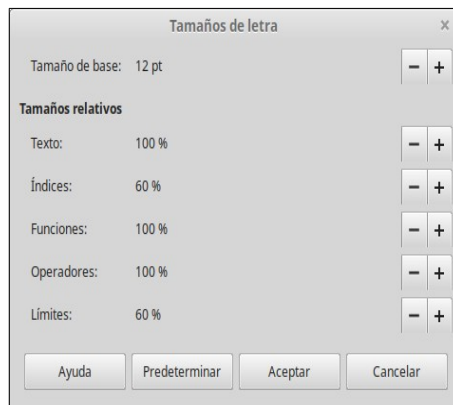 Tamaños de letra
Tamaño de base: 12 pt
Tamaños relativos
Texto: 100 %
Índices: 60 %
Funciones: 100 %
Operadores: 100 %
Límites: 60 %
Ayuda Predeterminar Aceptar Cancelar